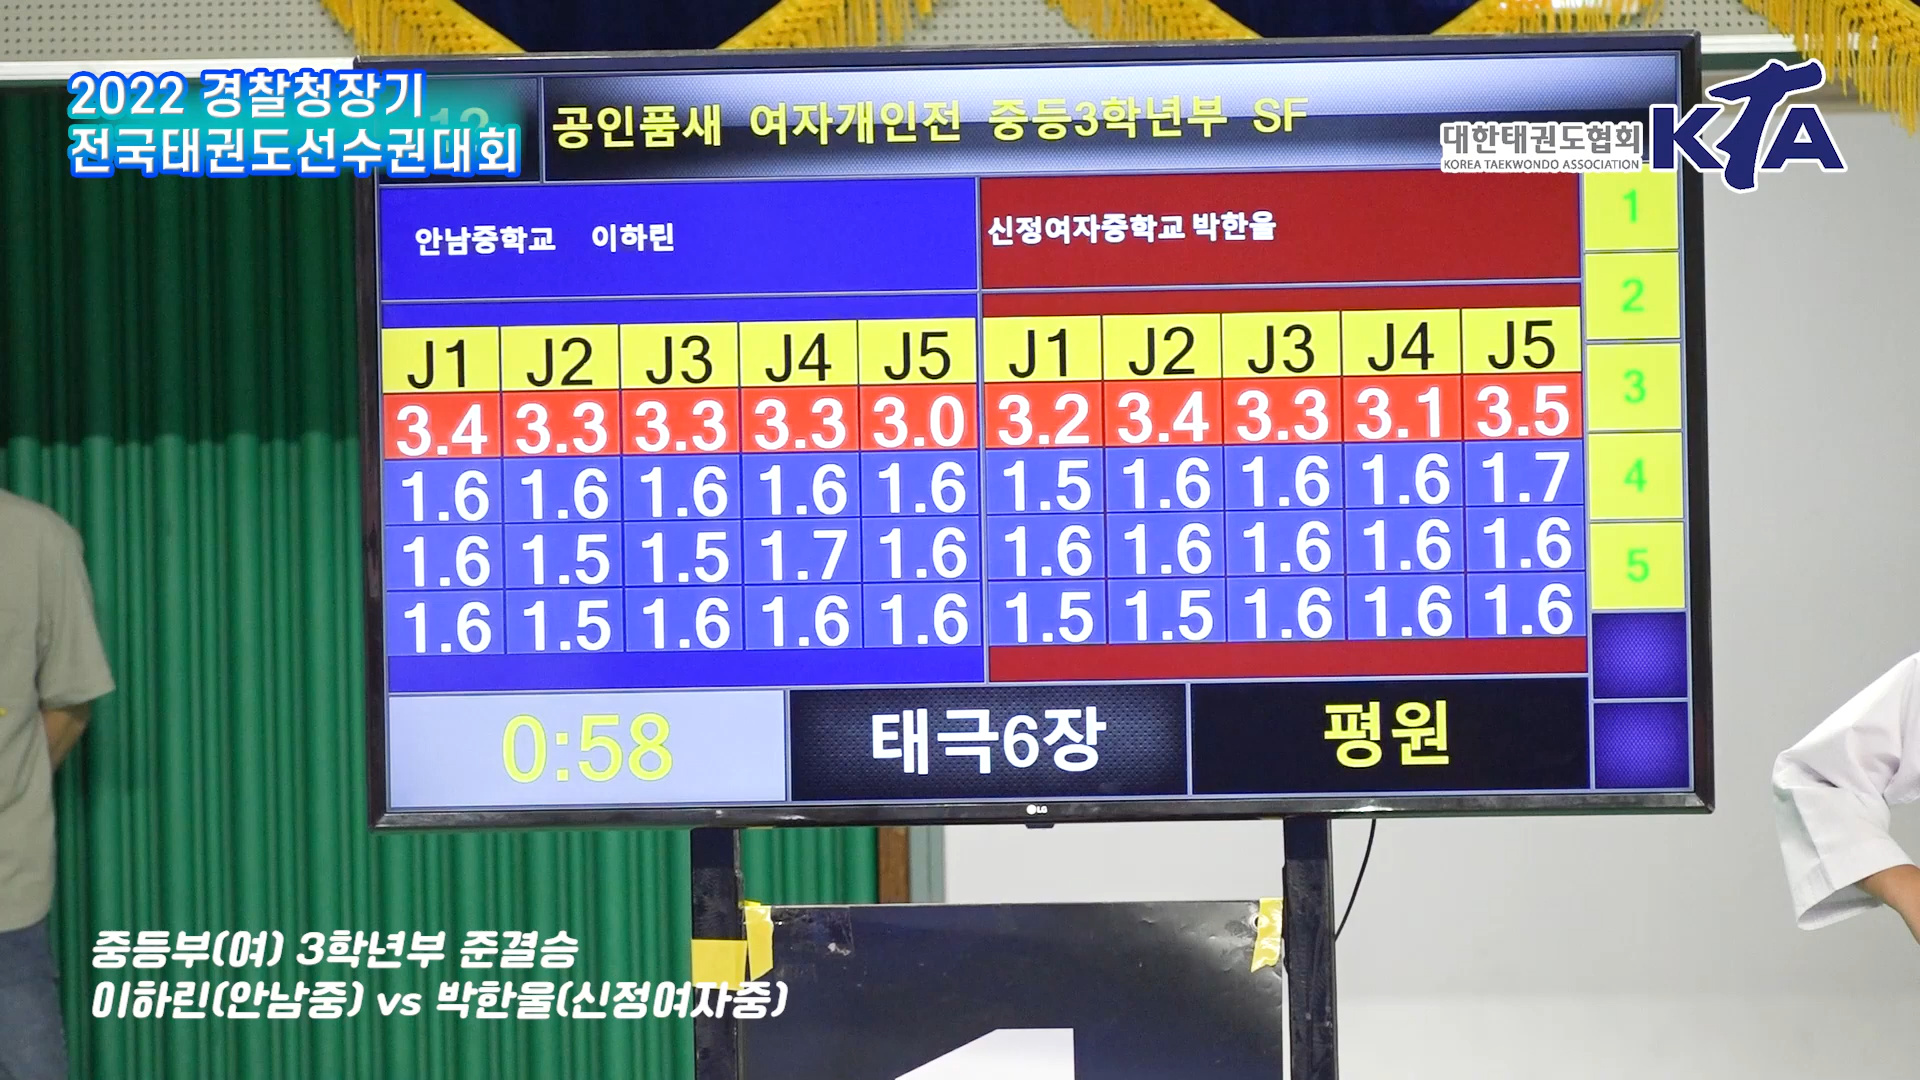 2022 경찰청장기
전국태권도선수권대회
공인품새 여자개인전 중등3학년부 SF
대한태권도협회
KOREA TAEKWONDO ASSOCIATION
KTA
안남중학교 이하린
신정여자중학교 박한울
J1 J2 J3 J4 J5 J1 J2 J3 J4 J5
3.4 3.3 3.3 3.3 3.0 3.2 3.4 3.3 3.1 3.5
1.6 1.6 1.6 1.6 1.6 1.5 1.6 1.6 1.6 1.7
1.6 1.5 1.5 1.7 1.6 1.6 1.6 1.6 1.6 1.6
1.6 1.5 1.6 1.6 1.6 1.5 1.5 1.6 1.6 1.6
1
2
3
4
5
0:58 태극6장 평원
LG
중등부(여) 3학년부 준결승
이하린(안남중) vs 박한울(신정여자중)
1